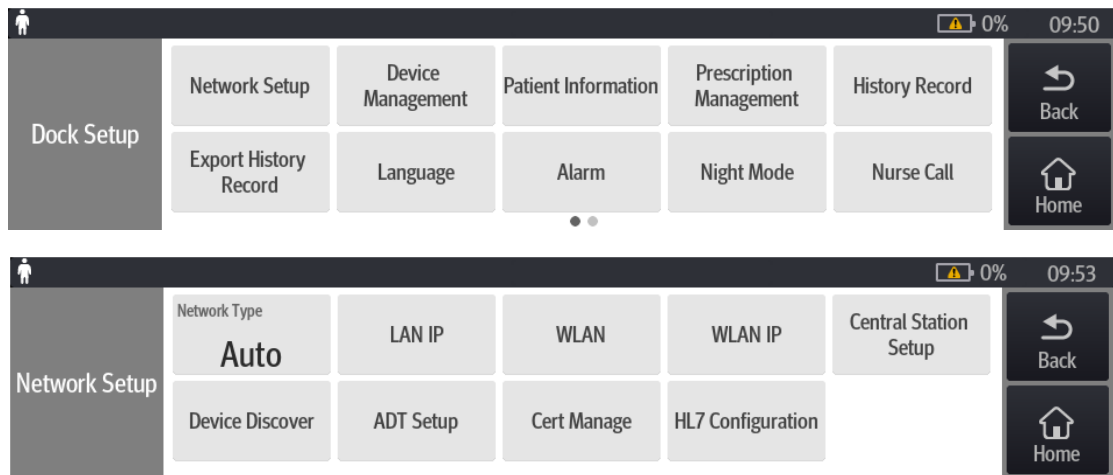 0% 09:50
Dock Setup
Network Setup
Device
Management
Patient Information
Prescription
Management
History Record
Back
Export History
Record
Language
Alarm
Night Mode
Nurse Call
Home
0% 09:53
Network Setup
Network Type
Auto
LAN IP
WLAN
WLAN IP
Central Station
Setup
Back
Device Discover
ADT Setup
Cert Manage
HL7 Configuration
Home